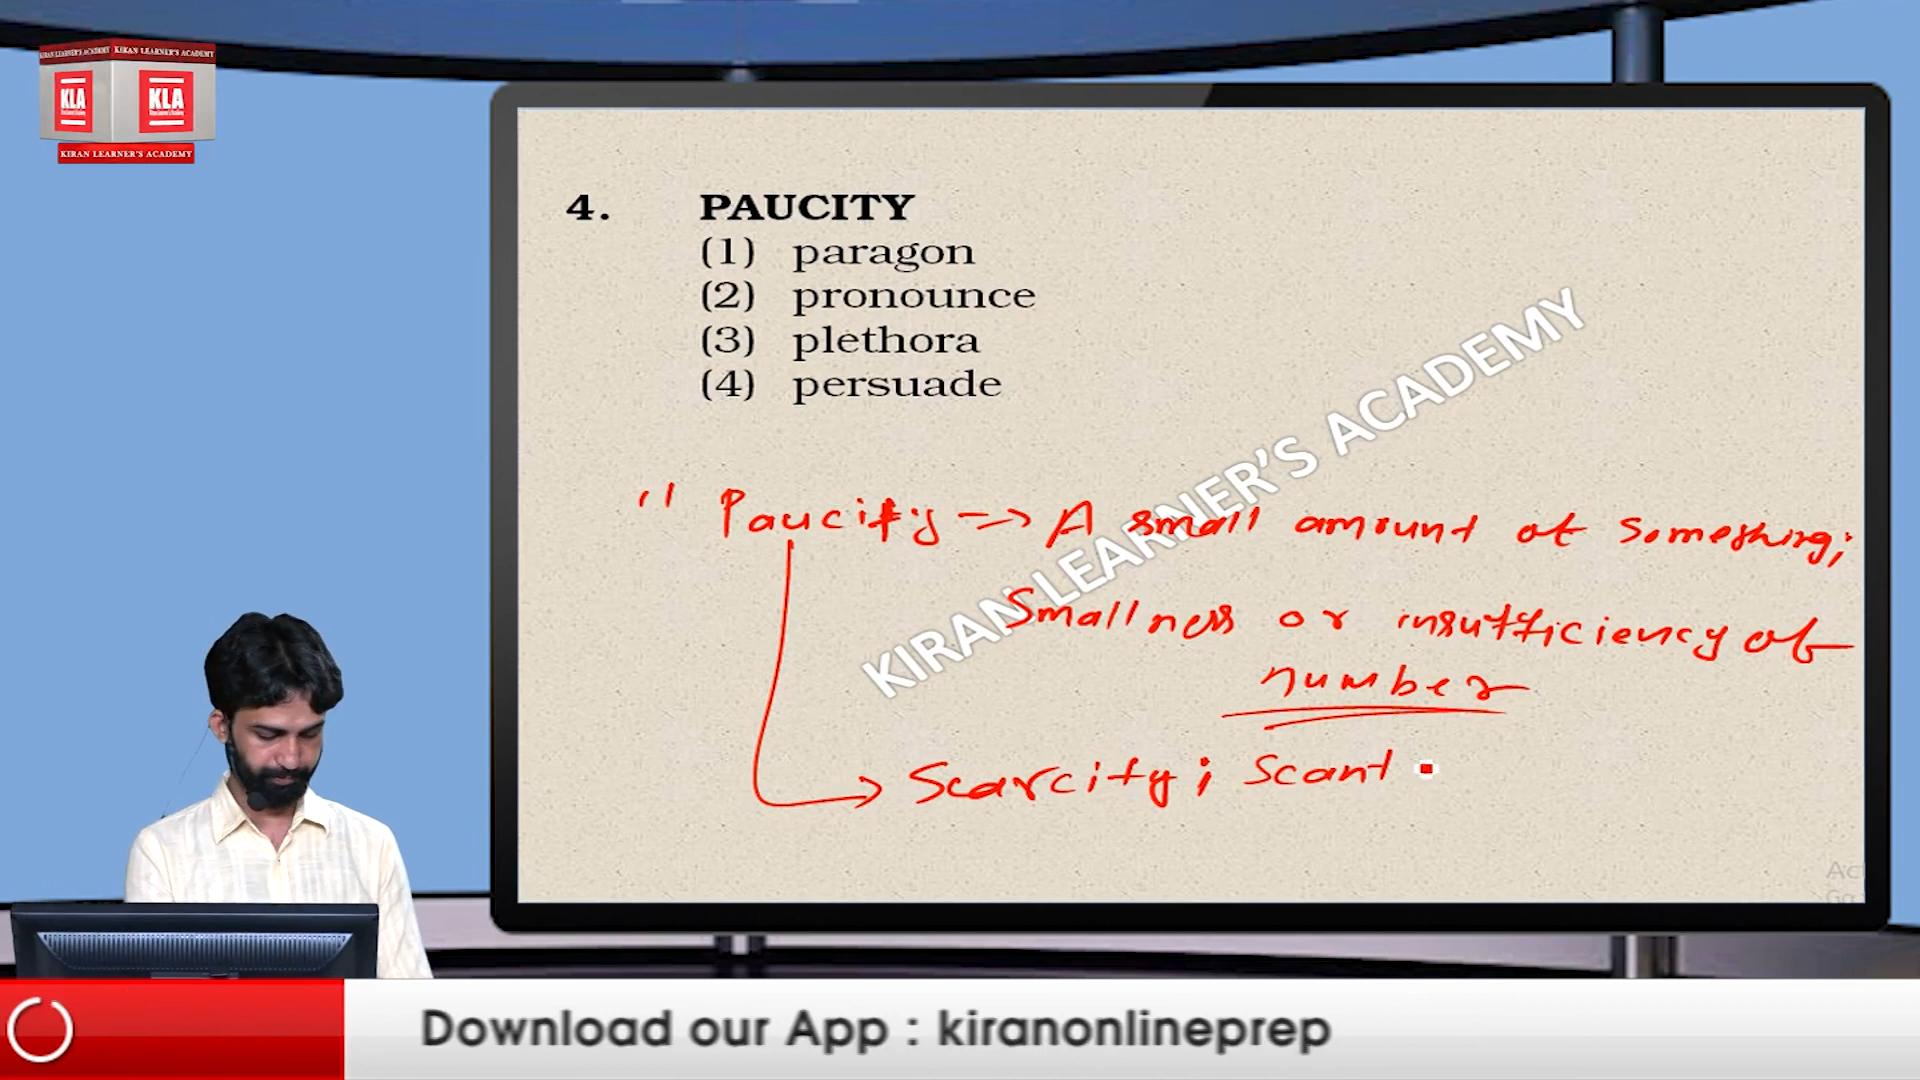 KIRAN LEARNER'S ACADEMY KIRAN LEARNER'S ACADEMY
KLA KLA
KIRAN LEARNER'S ACADEMY
4. PAUCITY
(1) paragon
(2) pronounce
(3) plethora
(4) persuade
KIRAN LEARNER'S ACADEMY
" Paucity → A small amount of something;
Smallness or insufficiency of
number
→ Scarcity; Scant
Download our App : kiranonlineprep